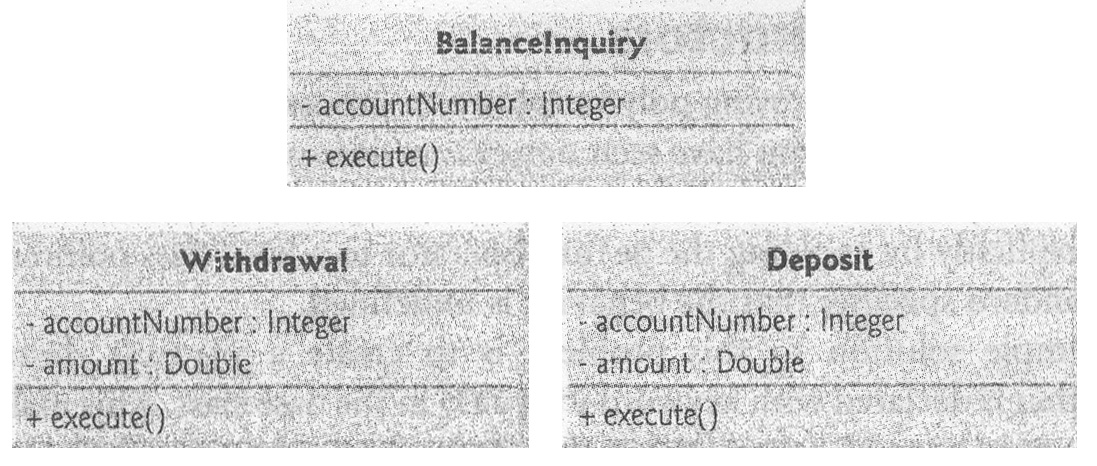 BalanceInquiry
- accountNumber : Integer
+ execute()
Withdrawal
- accountNumber : Integer
- amount : Double
+ execute()
Deposit
- accountNumber : Integer
- amount : Double
+ execute()